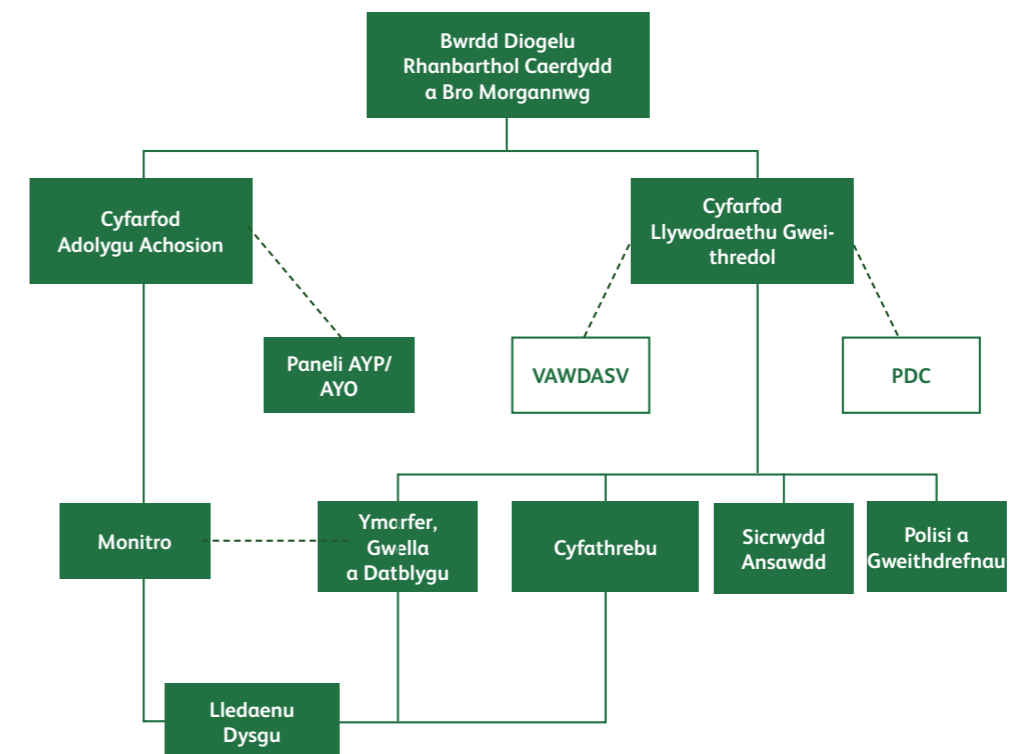 Bwrdd Diogelu
Rhanbarthol Caerdydd
a Bro Morgannwg
Cyfarfod
Adolygu Achosion
Cyfarfod
Llywodraethu Gwei-
thredol
Paneli AYP/
AYO
VAWDASV
PDC
Monitro
Ymarfer,
Gwella
a Datblygu
Cyfathrebu
Sicrwydd
Ansawdd
Polisi a
Gweithdrefnau
Lledaenu
Dysgu